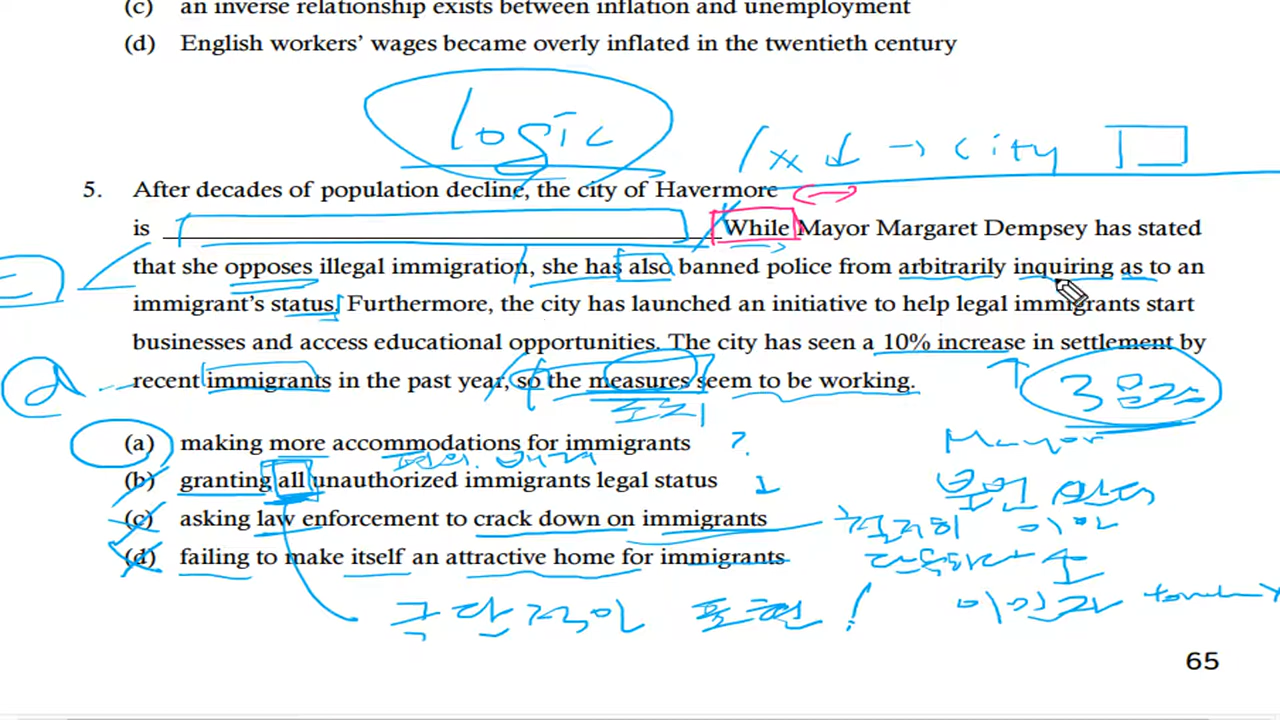 (c) an inverse relationship exists between inflation and unemployment
(d) English workers' wages became overly inflated in the twentieth century
logic
→ city
5. After decades of population decline, the city of Havermore
is ____ While Mayor Margaret Dempsey has stated
that she opposes illegal immigration, she has also banned police from arbitrarily inquiring as to an
immigrant's status. Furthermore, the city has launched an initiative to help legal immigrants start
businesses and access educational opportunities. The city has seen a 10% increase in settlement by
recent immigrants in the past year, so the measures seem to be working.
(a) making more accommodations for immigrants ?
Mayor
(b) granting all unauthorized immigrants legal status
(c) asking law enforcement to crack down on immigrants
(d) failing to make itself an attractive home for immigrants
극단적인 표현!
65